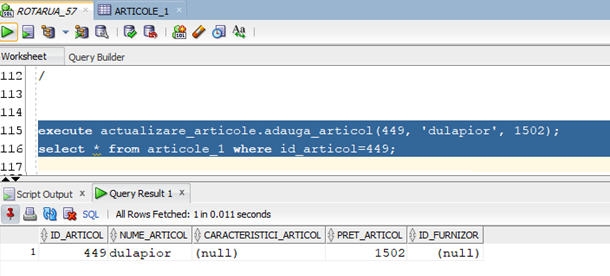 ROTARUA_57 × ARTICOLE_1 ×
Worksheet Query Builder
112 /
113
114
115 execute actualizare_articole.adauga_articol(449, 'dulapior', 1502);
116 select * from articole_1 where id_articol=449;
117
Script Output × Query Result 1 ×
SQL | All Rows Fetched: 1 in 0.011 seconds
ID_ARTICOL NUME_ARTICOL CARACTERISTICI_ARTICOL PRET_ARTICOL ID_FURNIZOR
1 449 dulapior (null) 1502 (null)